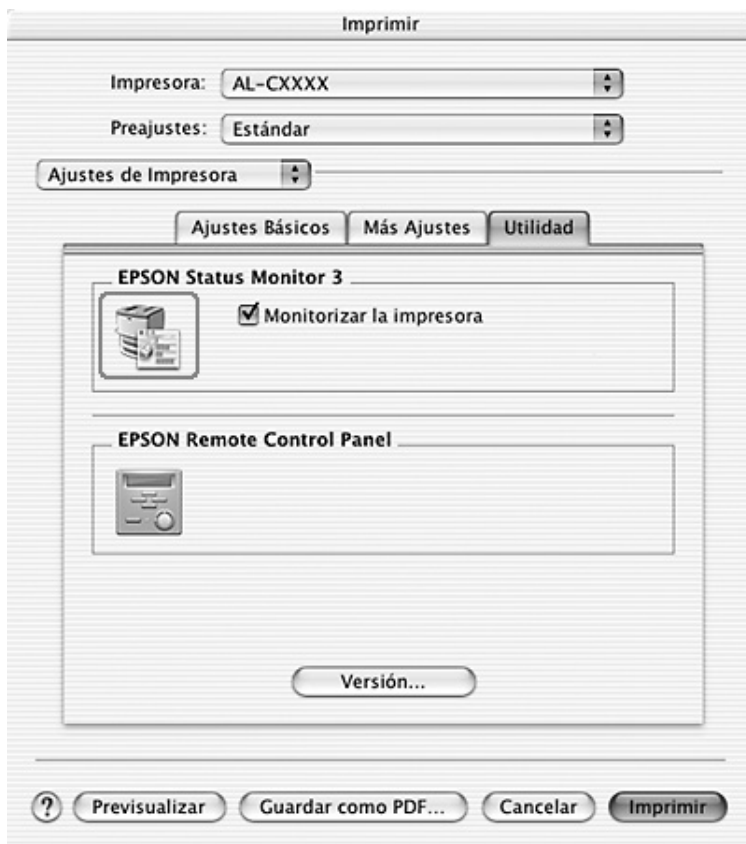 Imprimir
Impresora: AL-CXXXX
Preajustes: Estándar
Ajustes de Impresora
Ajustes Básicos Más Ajustes Utilidad
EPSON Status Monitor 3
Monitorizar la impresora
EPSON Remote Control Panel
Versión...
? Previsualizar Guardar como PDF... Cancelar Imprimir